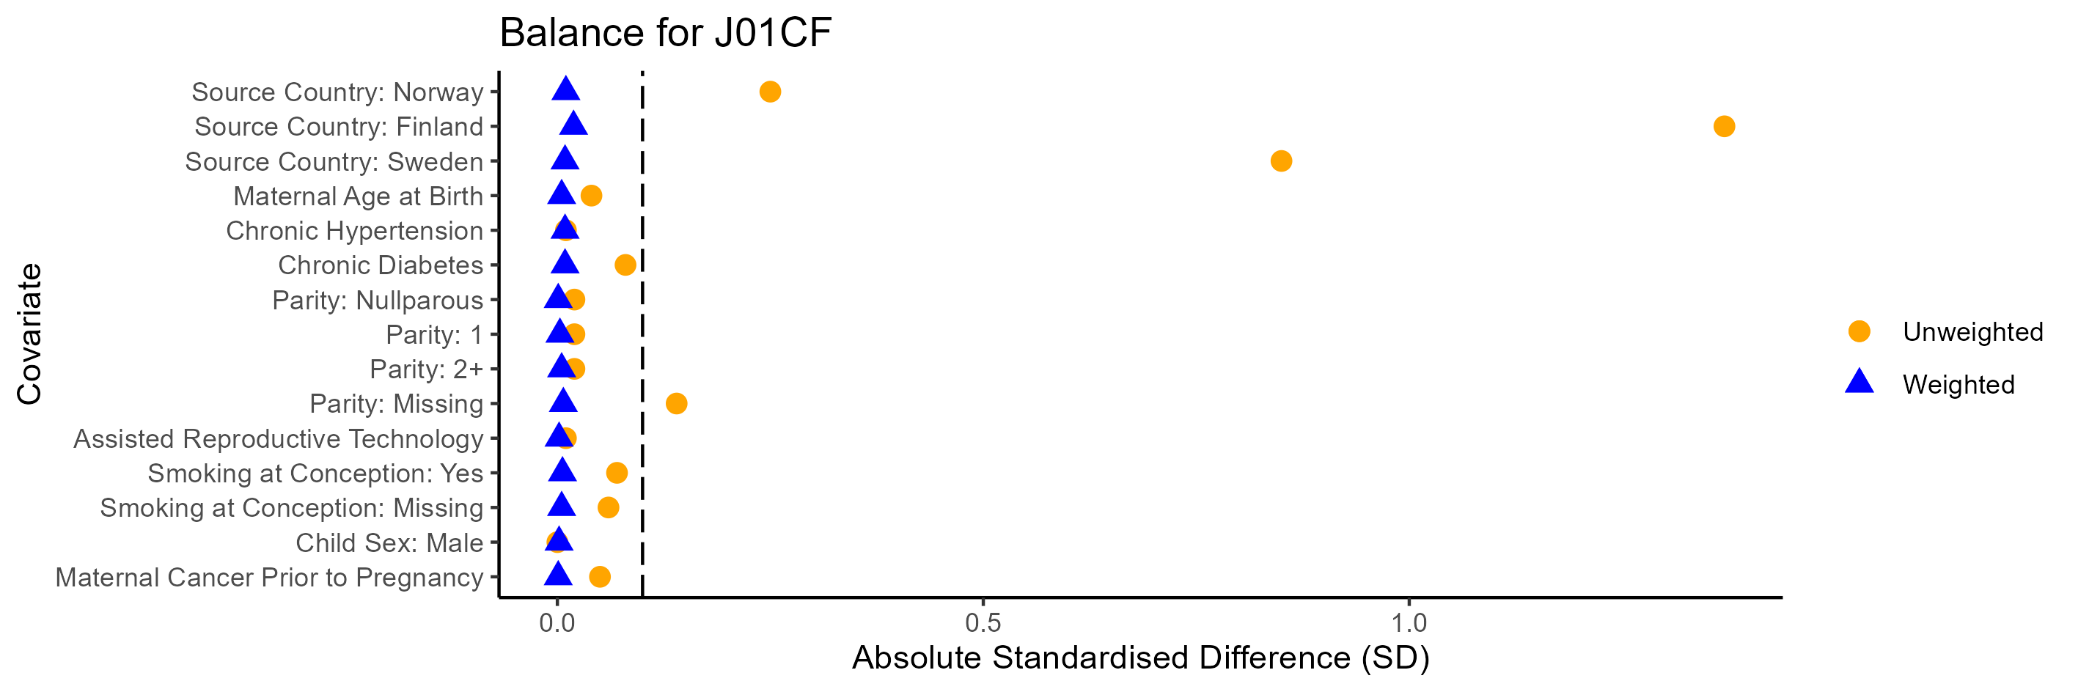 Balance for J01CF
Covariate
Source Country: Norway
Source Country: Finland
Source Country: Sweden
Maternal Age at Birth
Chronic Hypertension
Chronic Diabetes
Parity: Nullparous
Parity: 1
Parity: 2+
Parity: Missing
Assisted Reproductive Technology
Smoking at Conception: Yes
Smoking at Conception: Missing
Child Sex: Male
Maternal Cancer Prior to Pregnancy
0.0 0.5 1.0
Absolute Standardised Difference (SD)
Unweighted
Weighted